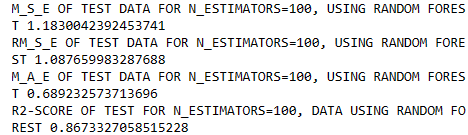 M_S_E OF TEST DATA FOR N_ESTIMATORS=100, USING RANDOM FORES
T 1.1830042392453741
RM_S_E OF TEST DATA FOR N_ESTIMATORS=100, USING RANDOM FORE
ST 1.087659983287688
M_A_E OF TEST DATA FOR N_ESTIMATORS=100, USING RANDOM FORES
T 0.689232573713696
R2-SCORE OF TEST FOR N_ESTIMATORS=100, DATA USING RANDOM FO
REST 0.8673327058515228